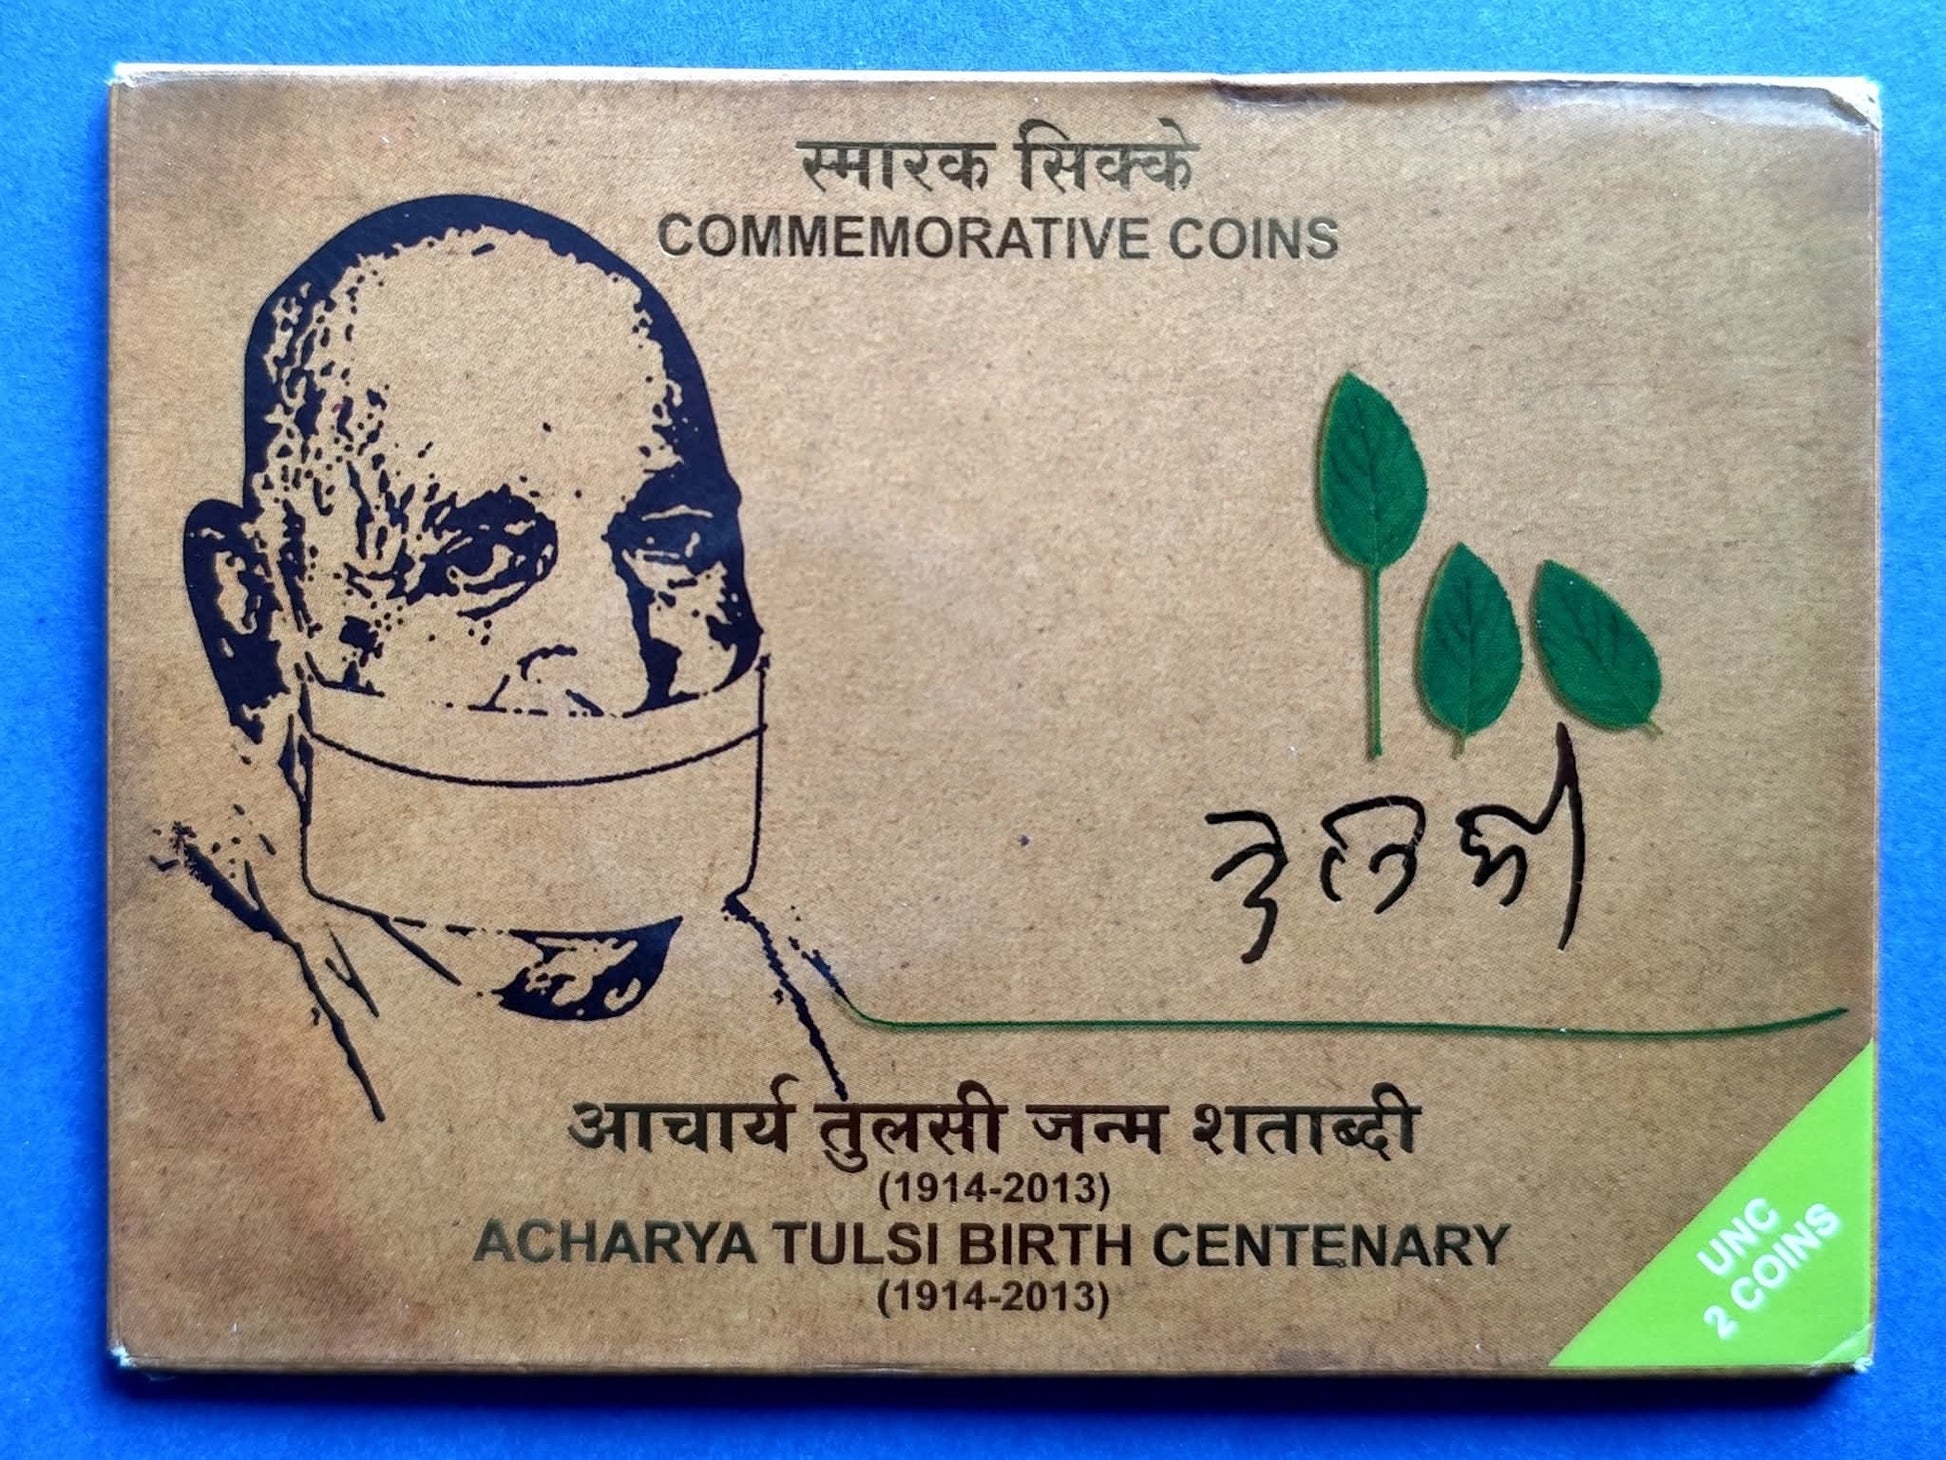 स्मारक सिक्के
COMMEMORATIVE COINS
तुलसी
आचार्य तुलसी जन्म शताब्दी
(1914-2013)
ACHARYA TULSI BIRTH CENTENARY
(1914-2013)
UNC
2 COINS